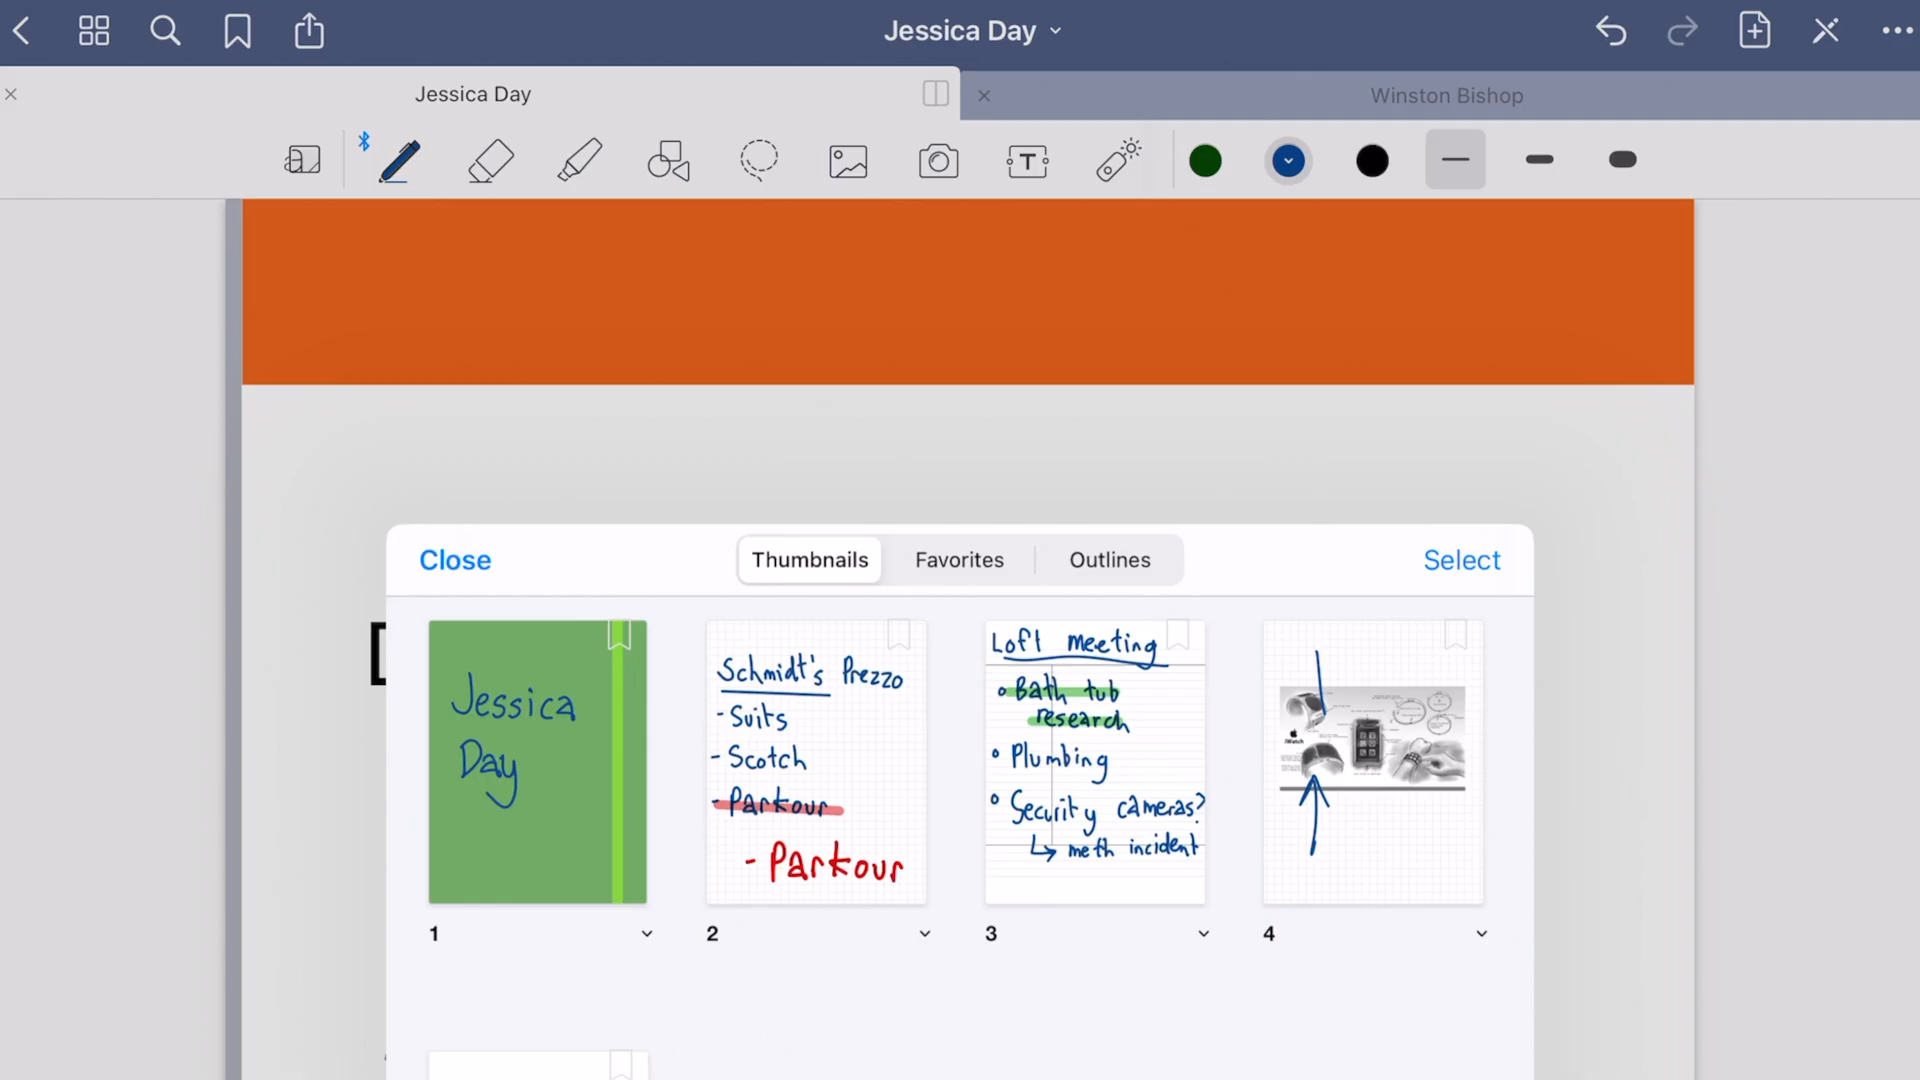 Jessica Day
Jessica Day
Winston Bishop
T
Close
Thumbnails
Favorites
Outlines
Select
Jessica
Day
1
Schmidt's Prezzo
- Suits
- Scotch
- Parkour
- Parkour
2
Loft meeting
Bath tub
research
Plumbing
Security cameras?
↳ meth incident
3
iWatch
4